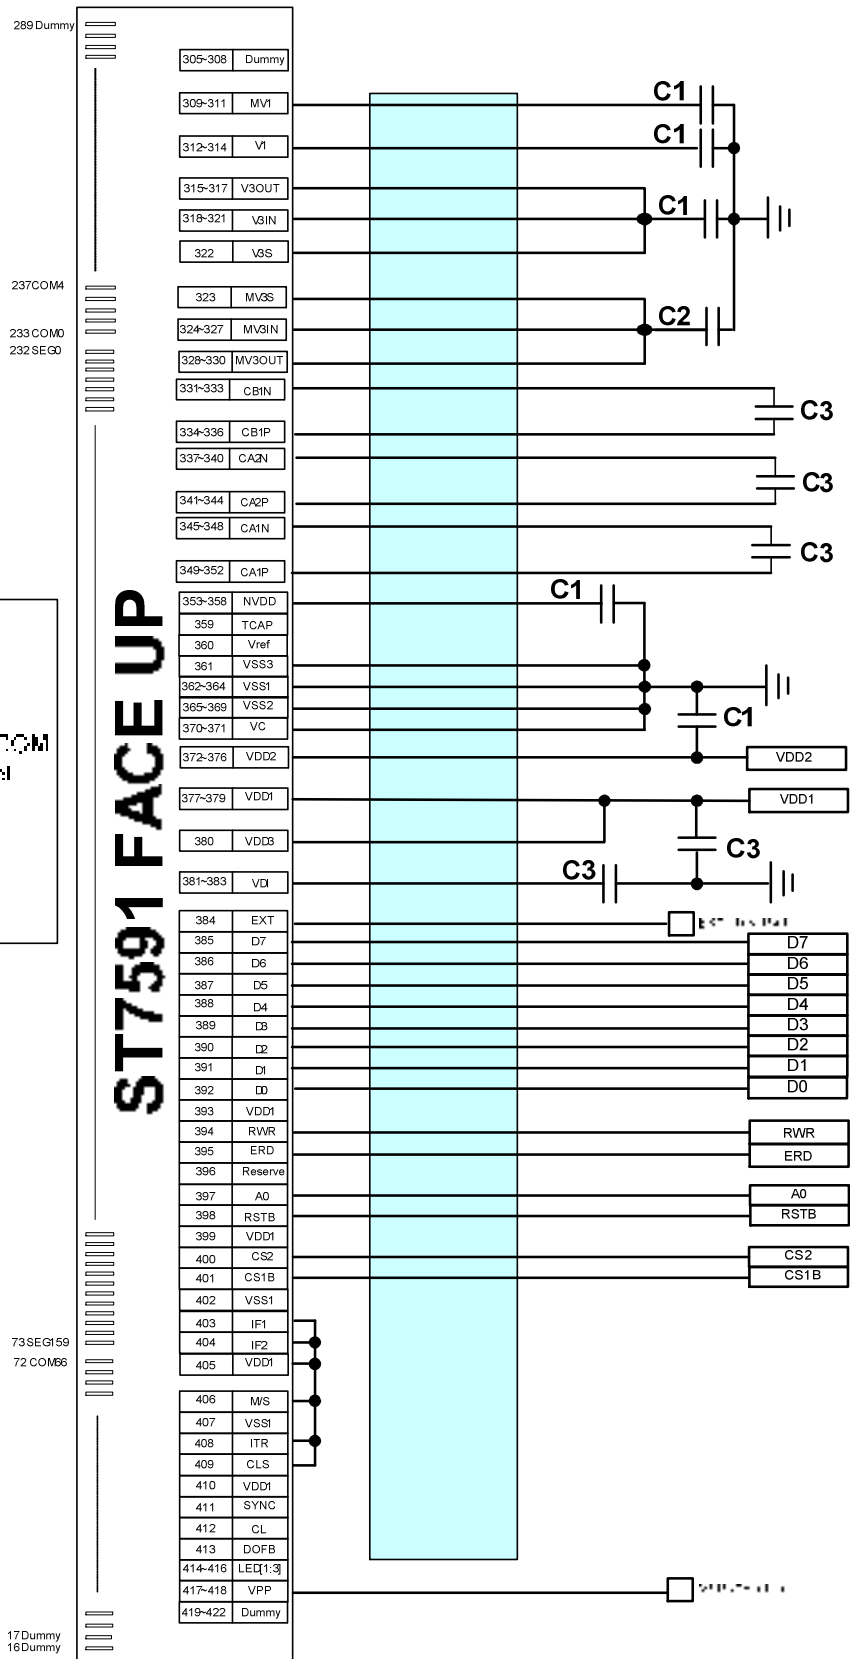 289 Dummy
305~308 Dummy
309~311 MV1 C1
312~314 V1 C1
315~317 V3OUT
318~321 V3IN C1
322 V3S
237 COM4
323 MV3S
233 COM0
324~327 MV3IN C2
232 SEG0
328~330 MV3OUT
331~333 CB1N
C3
334~336 CB1P
337~340 CA2N
C3
341~344 CA2P
345~348 CA1N
C3
349~352 CA1P
ST7591 FACE UP
353~358 NVDD C1
359 TCAP
360 Vref
361 VSS3
362~364 VSS1
365~369 VSS2
C1
370~371 VC
COM
372~376 VDD2 VDD2
377~379 VDD1 VDD1
380 VDD3 C3
381~383 VDI C3
384 EXT
385 D7 D7
386 D6 D6
387 D5 D5
388 D4 D4
389 D3 D3
390 D2 D2
391 D1 D1
392 D0 D0
393 VDD1
394 RWR RWR
395 ERD ERD
396 Reserve
397 A0 A0
398 RSTB RSTB
399 VDD1
400 CS2 CS2
401 CS1B CS1B
402 VSS1
403 IF1
73 SEG159
404 IF2
72 COM66
405 VDD1
406 M/S
407 VSS1
408 ITR
409 CLS
410 VDD1
411 SYNC
412 CL
413 DOFB
414~416 LED[1:3]
417~418 VPP
419~422 Dummy
17 Dummy
16 Dummy